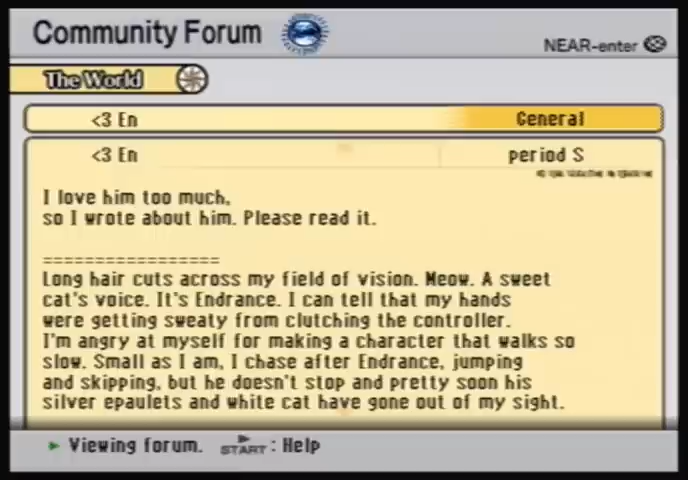 Community Forum
NEAR-enter
The World
<3 En General
<3 En period S
I love him too much,
so I wrote about him. Please read it.
=================
Long hair cuts across my field of vision. Meow. A sweet
cat's voice. It's Endrance. I can tell that my hands
were getting sweaty from clutching the controller.
I'm angry at myself for making a character that walks so
slow. Small as I am, I chase after Endrance, jumping
and skipping, but he doesn't stop and pretty soon his
silver epaulets and white cat have gone out of my sight.
Viewing forum. START: Help